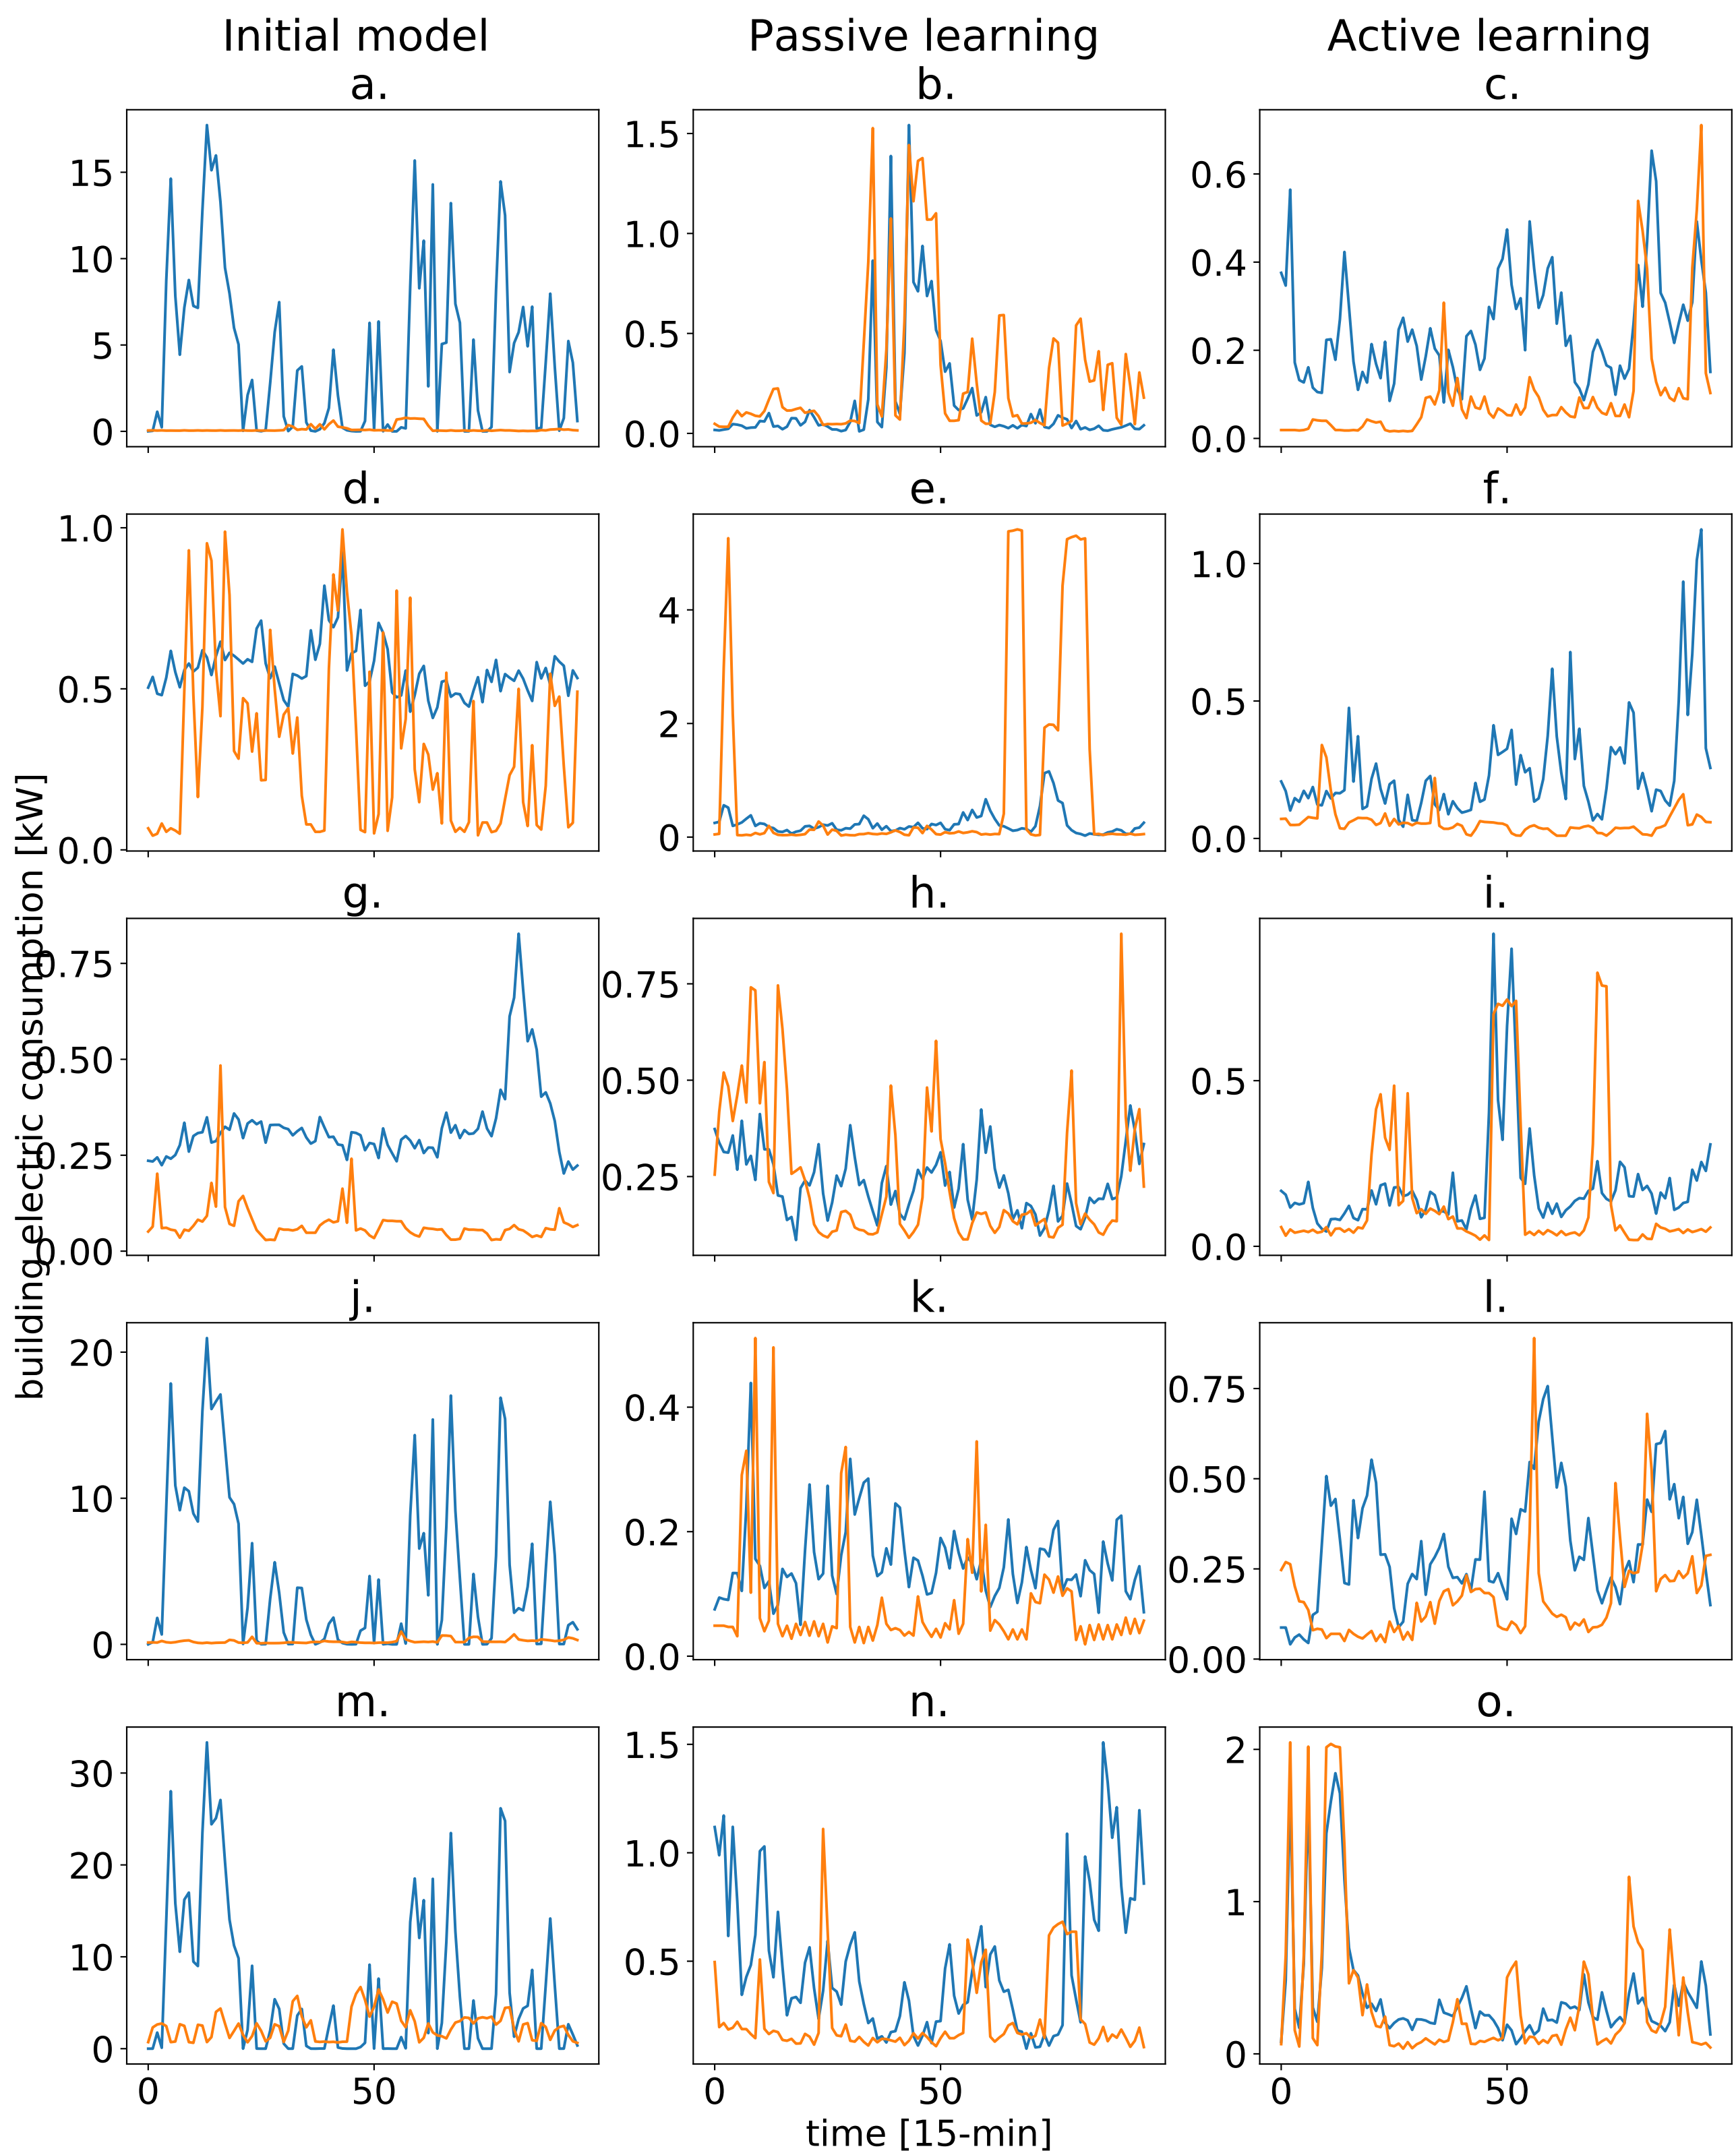 Initial model
Passive learning
Active learning
a.
b.
c.
15
10
5
0
1.5
1.0
0.5
0.0
0.6
0.4
0.2
0.0
d.
e.
f.
1.0
0.5
0.0
4
2
0
1.0
0.5
0.0
building electric consumption [kW]
g.
h.
i.
0.75
0.50
0.25
0.00
0.75
0.50
0.25
0.5
0.0
j.
k.
l.
20
10
0
0.4
0.2
0.0
0.75
0.50
0.25
0.00
m.
n.
o.
30
20
10
0
1.5
1.0
0.5
2
1
0
0 50
0 50
0 50
time [15-min]